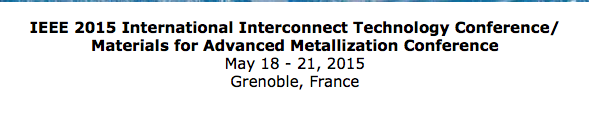 IEEE 2015 International Interconnect Technology Conference/
Materials for Advanced Metallization Conference
May 18 - 21, 2015
Grenoble, France